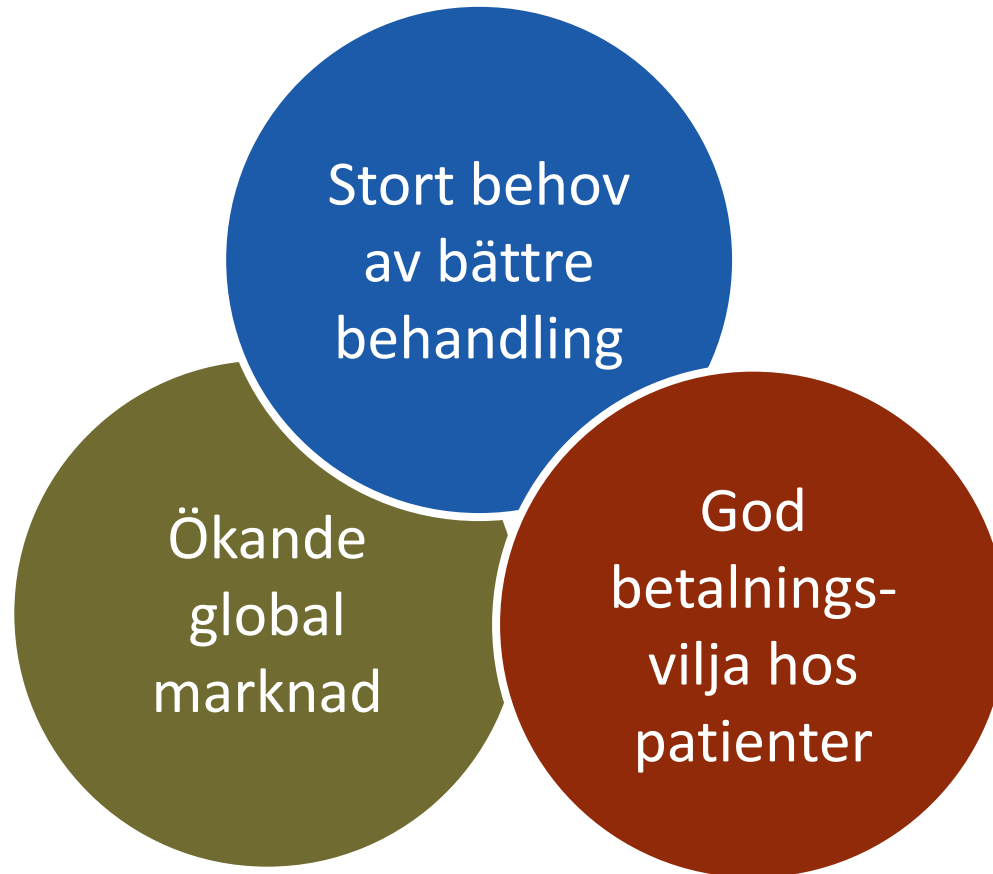 Stort behov
av bättre
behandling
Ökande
global
marknad
God
betalnings-
vilja hos
patienter